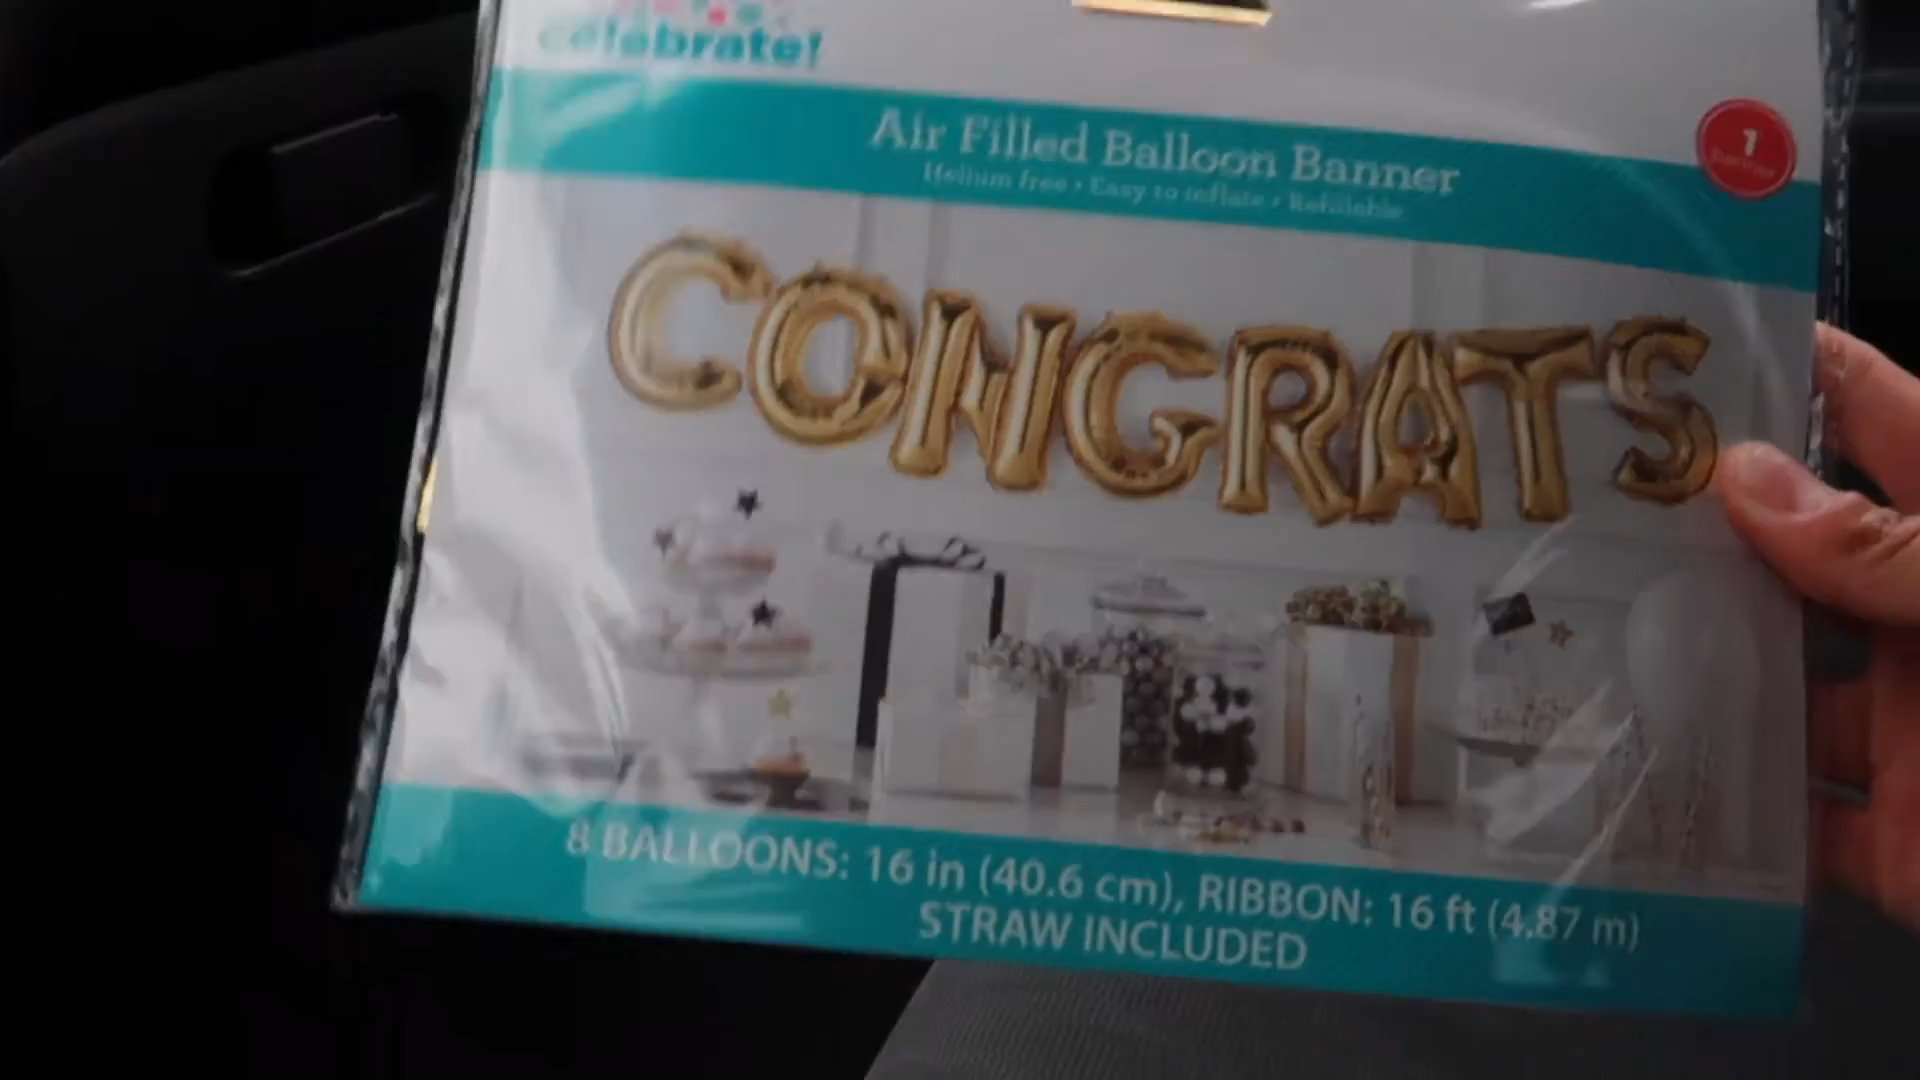 celebrate!
Air Filled Balloon Banner
Helium free • Easy to inflate • Refillable
1
CONGRATS
8 BALLOONS: 16 in (40.6 cm), RIBBON: 16 ft (4.87 m)
STRAW INCLUDED